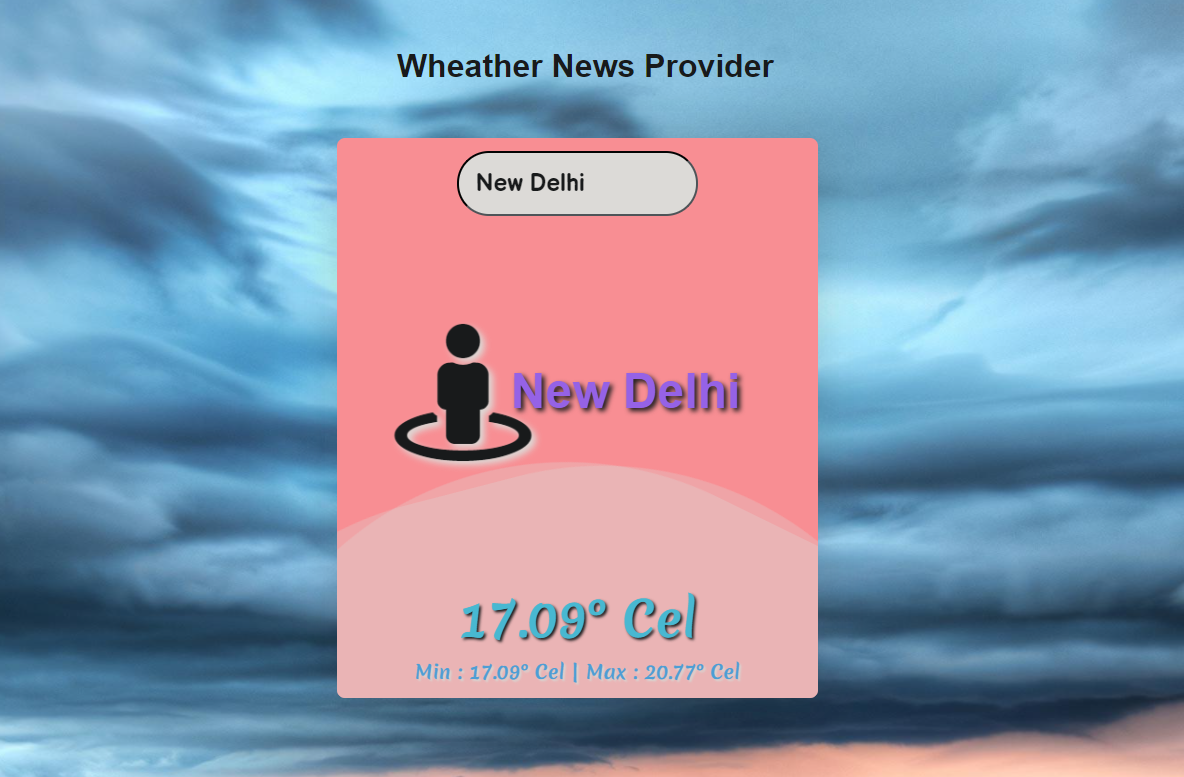 Wheather News Provider
New Delhi
New Delhi
17.09° Cel
Min : 17.09° Cel | Max : 20.77° Cel